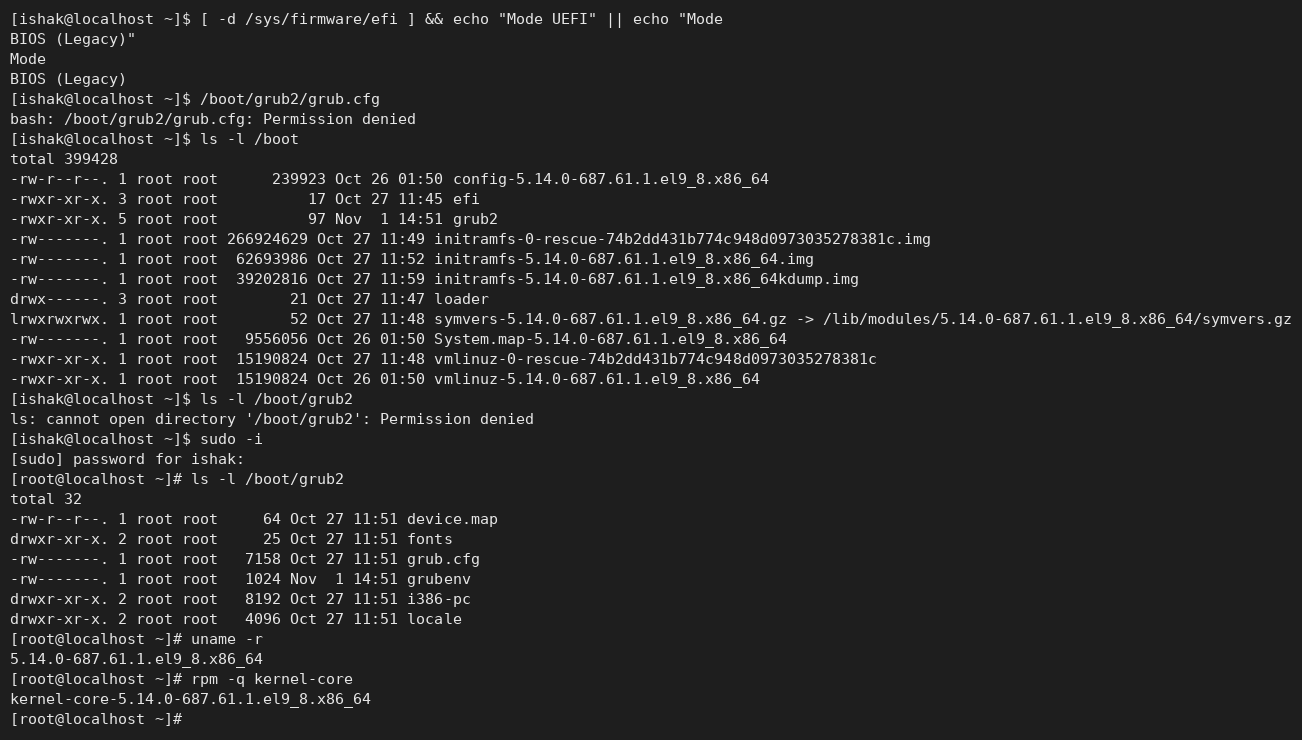 [ishak@localhost ~]$ [ -d /sys/firmware/efi ] && echo "Mode UEFI" || echo "Mode
BIOS (Legacy)"
Mode
BIOS (Legacy)
[ishak@localhost ~]$ /boot/grub2/grub.cfg
bash: /boot/grub2/grub.cfg: Permission denied
[ishak@localhost ~]$ ls -l /boot
total 399428
-rw-r--r--. 1 root root      239923 Oct 26 01:50 config-5.14.0-687.61.1.el9_8.x86_64
-rwxr-xr-x. 3 root root          17 Oct 27 11:45 efi
-rwxr-xr-x. 5 root root          97 Nov  1 14:51 grub2
-rw-------. 1 root root 266924629 Oct 27 11:49 initramfs-0-rescue-74b2dd431b774c948d0973035278381c.img
-rw-------. 1 root root  62693986 Oct 27 11:52 initramfs-5.14.0-687.61.1.el9_8.x86_64.img
-rw-------. 1 root root  39202816 Oct 27 11:59 initramfs-5.14.0-687.61.1.el9_8.x86_64kdump.img
drwx------. 3 root root        21 Oct 27 11:47 loader
lrwxrwxrwx. 1 root root        52 Oct 27 11:48 symvers-5.14.0-687.61.1.el9_8.x86_64.gz -> /lib/modules/5.14.0-687.61.1.el9_8.x86_64/symvers.gz
-rw-------. 1 root root   9556056 Oct 26 01:50 System.map-5.14.0-687.61.1.el9_8.x86_64
-rwxr-xr-x. 1 root root  15190824 Oct 27 11:48 vmlinuz-0-rescue-74b2dd431b774c948d0973035278381c
-rwxr-xr-x. 1 root root  15190824 Oct 26 01:50 vmlinuz-5.14.0-687.61.1.el9_8.x86_64
[ishak@localhost ~]$ ls -l /boot/grub2
ls: cannot open directory '/boot/grub2': Permission denied
[ishak@localhost ~]$ sudo -i
[sudo] password for ishak:
[root@localhost ~]# ls -l /boot/grub2
total 32
-rw-r--r--. 1 root root     64 Oct 27 11:51 device.map
drwxr-xr-x. 2 root root     25 Oct 27 11:51 fonts
-rw-------. 1 root root   7158 Oct 27 11:51 grub.cfg
-rw-------. 1 root root   1024 Nov  1 14:51 grubenv
drwxr-xr-x. 2 root root   8192 Oct 27 11:51 i386-pc
drwxr-xr-x. 2 root root   4096 Oct 27 11:51 locale
[root@localhost ~]# uname -r
5.14.0-687.61.1.el9_8.x86_64
[root@localhost ~]# rpm -q kernel-core
kernel-core-5.14.0-687.61.1.el9_8.x86_64
[root@localhost ~]#